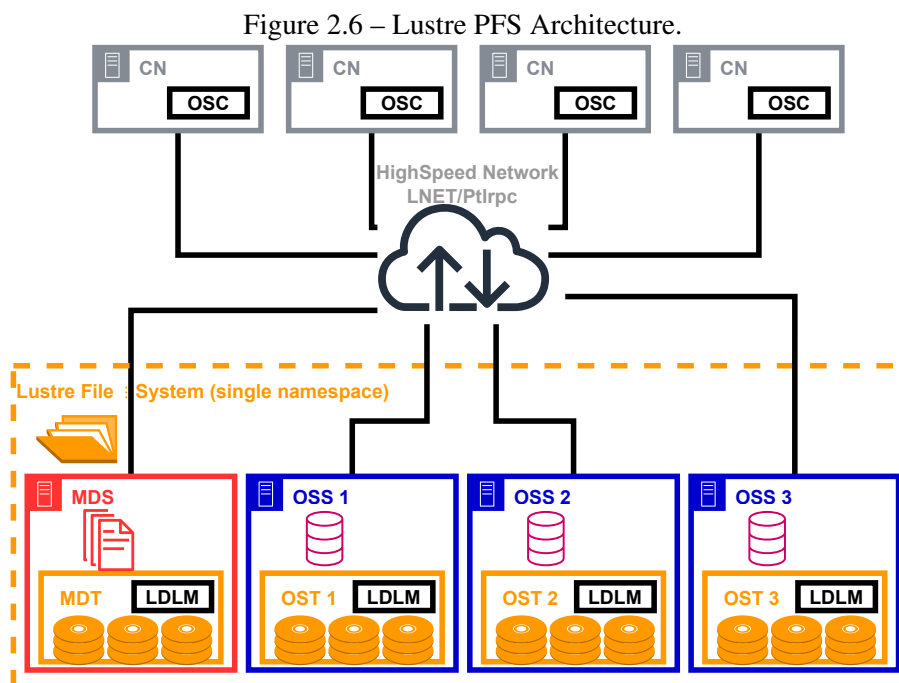 Figure 2.6 – Lustre PFS Architecture.
CN
OSC
CN
OSC
CN
OSC
CN
OSC
HighSpeed Network
LNET/Ptlrpc
Lustre File System (single namespace)
MDS
OSS 1
OSS 2
OSS 3
MDT
LDLM
OST 1
LDLM
OST 2
LDLM
OST 3
LDLM